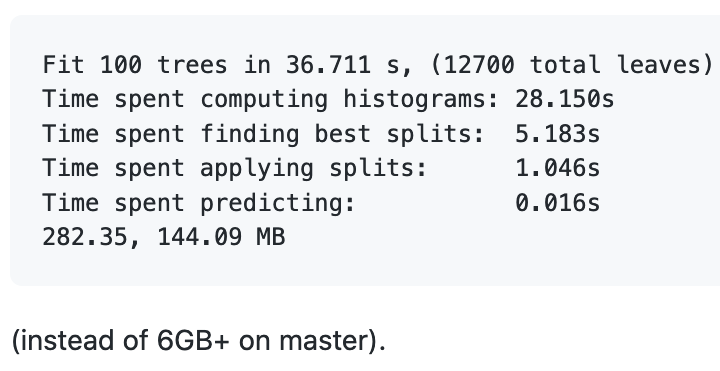 Fit 100 trees in 36.711 s, (12700 total leaves)
Time spent computing histograms: 28.150s
Time spent finding best splits:  5.183s
Time spent applying splits:      1.046s
Time spent predicting:           0.016s
282.35, 144.09 MB
(instead of 6GB+ on master).